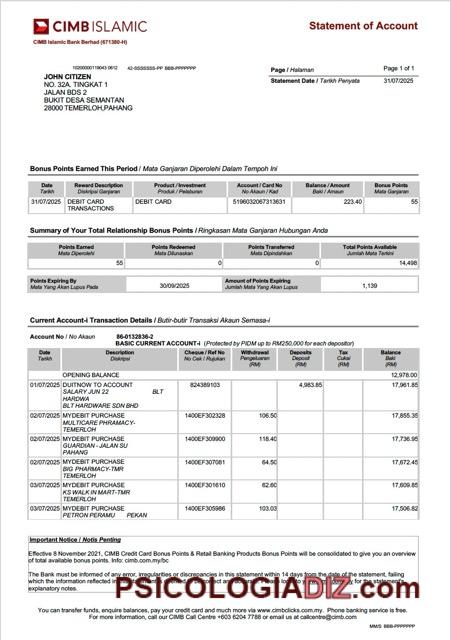 CIMB ISLAMIC
Statement of Account
CIMB Islamic Bank Berhad (671380-H)
10200000119043 0612 42-SSSSSSS-PP BBB-PPPPPPP
JOHN CITIZEN
NO. 32A. TINGKAT 1
JALAN BDS 2
BUKIT DESA SEMANTAN
28000 TEMERLOH,PAHANG
Page / Halaman Page 1 of 1
Statement Date / Tarikh Penyata 31/07/2025
Bonus Points Earned This Period / Mata Ganjaran Diperolehi Dalam Tempoh Ini
Date Reward Description Product / Investment Account / Card No Balance / Amount Bonus Points
Tarikh Diskripsi Ganjaran Produk / Pelaburan No Akaun / Kad Baki / Amaun Mata Ganjaran
31/07/2025 DEBIT CARD DEBIT CARD 5196032067313631 223.40 55
TRANSACTIONS
Summary of Your Total Relationship Bonus Points / Ringkasan Mata Ganjaran Hubungan Anda
Points Earned Points Redeemed Points Transferred Total Points Available
Mata Diperolehi Mata Dilunaskan Mata Dipindahkan Jumlah Mata Terkini
55 0 0 14,498
Points Expiring By 30/09/2025 Amount of Points Expiring 1,139
Mata Yang Akan Lupus Pada Jumlah Mata Yang Akan Lupus
Current Account-i Transaction Details / Butir-butir Transaksi Akaun Semasa-i
Account No / No Akaun 86-0132836-2
BASIC CURRENT ACCOUNT-i (Protected by PIDM up to RM250,000 for each depositor)
Date Description Cheque / Ref No Withdrawal Deposits Tax Balance
Tarikh Diskripsi No Cek / Rujukan Pengeluaran Deposit Cukai Baki
(RM) (RM) (RM) (RM)
OPENING BALANCE 12,978.00
01/07/2025 DUITNOW TO ACCOUNT 824389103 4,983.85 17,961.85
SALARY JUN 22 BLT
HARDWA
BLT HARDWARE SDN BHD
02/07/2025 MYDEBIT PURCHASE 1400EF302328 106.50 17,855.35
MULTICARE PHRAMACY-
TEMERLOH
02/07/2025 MYDEBIT PURCHASE 1400EF309900 118.40 17,736.95
GUARDIAN - JALAN SU
PAHANG
02/07/2025 MYDEBIT PURCHASE 1400EF307081 64.50 17,672.45
BIG PHARMACY-TMR
TEMERLOH
03/07/2025 MYDEBIT PURCHASE 1400EF301610 62.60 17,609.85
KS WALK IN MART-TMR
TEMERLOH
03/07/2025 MYDEBIT PURCHASE 1400EF305986 103.03 17,506.82
PETRON PERAMU PEKAN
Important Notice / Notis Penting
Effective 8 November 2021, CIMB Credit Card Bonus Points & Retail Banking Products Bonus Points will be consolidated to give you an overview
of total available bonus points. Info: cimb.com.my/bc
The Bank must be informed of any error, irregularities or discrepancies in this statement within 14 days from the date of the statement, failing
which the information reflected
for the statement's
explanatory notes.
PSICOLOGIADIZ.com
You can transfer funds, enquire balances, pay your credit card and much more via www.cimbclicks.com.my. Phone banking service is free.
For more information, call our CIMB Call Centre +603 6204 7788 or email us at callcentre@cimb.com
MM/S BBB-PPPPPPP